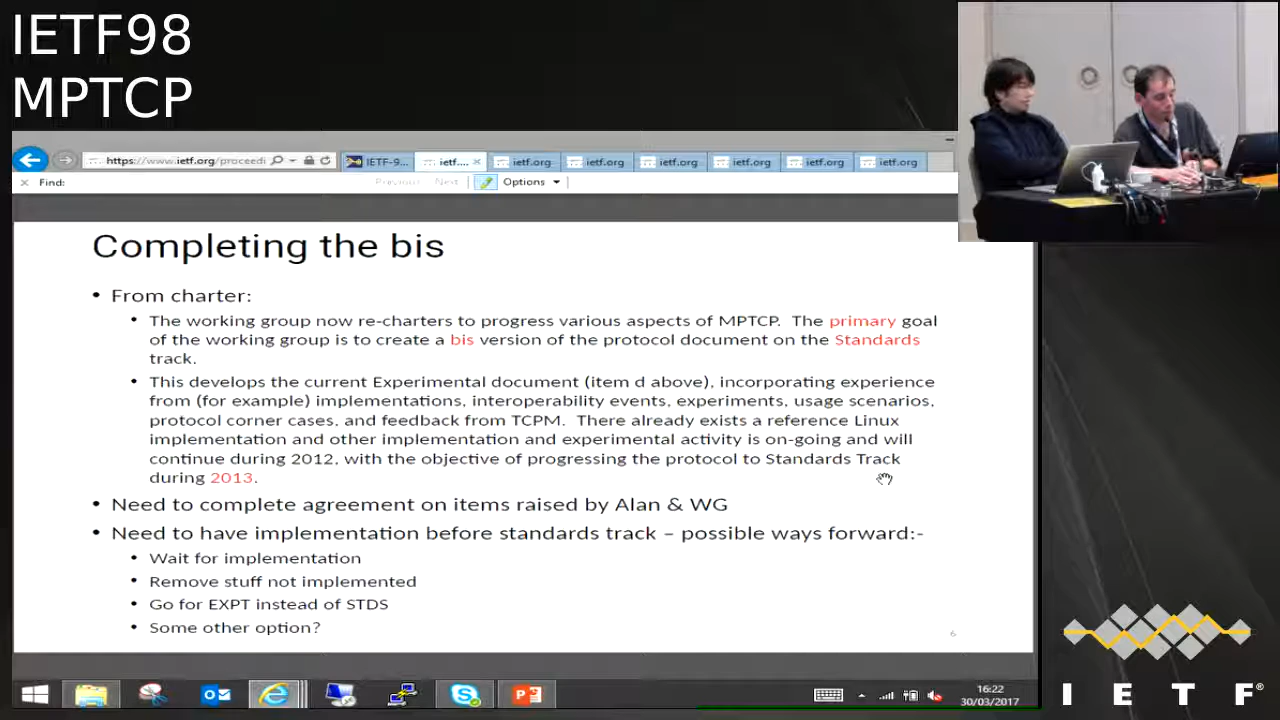 IETF98
MPTCP
https://www.ietf.org/proceedi
IETF-9...
ietf....
ietf.org
ietf.org
ietf.org
ietf.org
ietf.org
ietf.org
Find:
Previous
Next
Options
Completing the bis
• From charter:
• The working group now re-charters to progress various aspects of MPTCP. The primary goal
of the working group is to create a bis version of the protocol document on the Standards
track.
• This develops the current Experimental document (item d above), incorporating experience
from (for example) implementations, interoperability events, experiments, usage scenarios,
protocol corner cases, and feedback from TCPM. There already exists a reference Linux
implementation and other implementation and experimental activity is on-going and will
continue during 2012, with the objective of progressing the protocol to Standards Track
during 2013.
• Need to complete agreement on items raised by Alan & WG
• Need to have implementation before standards track – possible ways forward:-
• Wait for implementation
• Remove stuff not implemented
• Go for EXPT instead of STDS
• Some other option?
6
16:22
30/03/2017
I E T F®